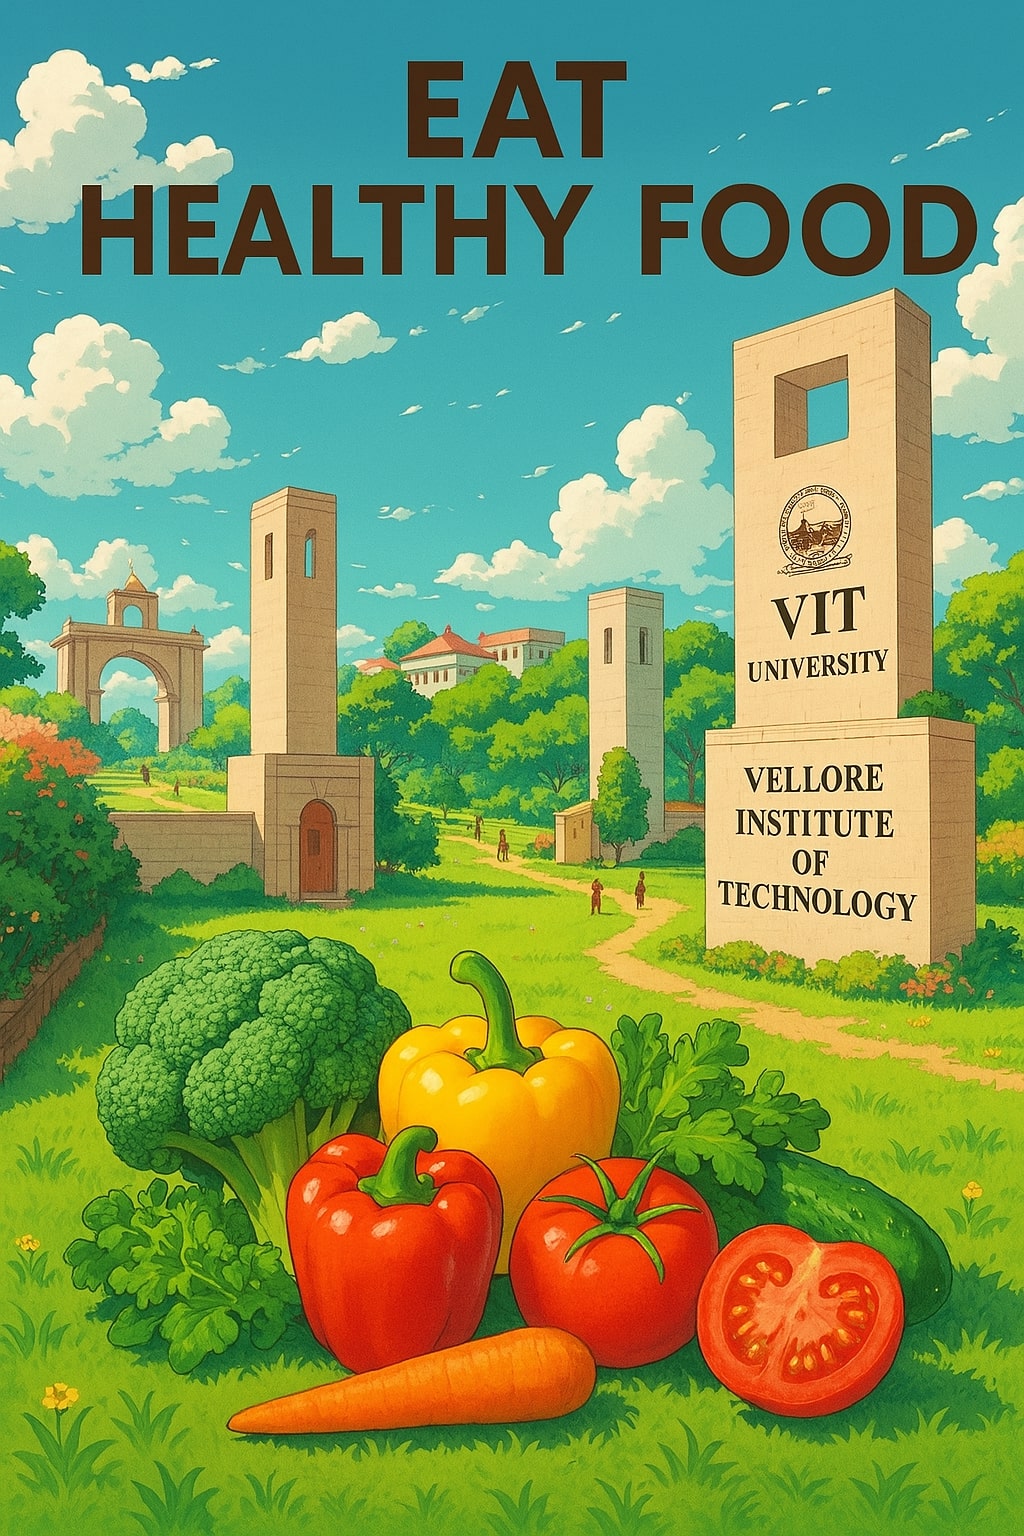 EAT
HEALTHY FOOD
VIT
UNIVERSITY
VELLORE
INSTITUTE
OF
TECHNOLOGY